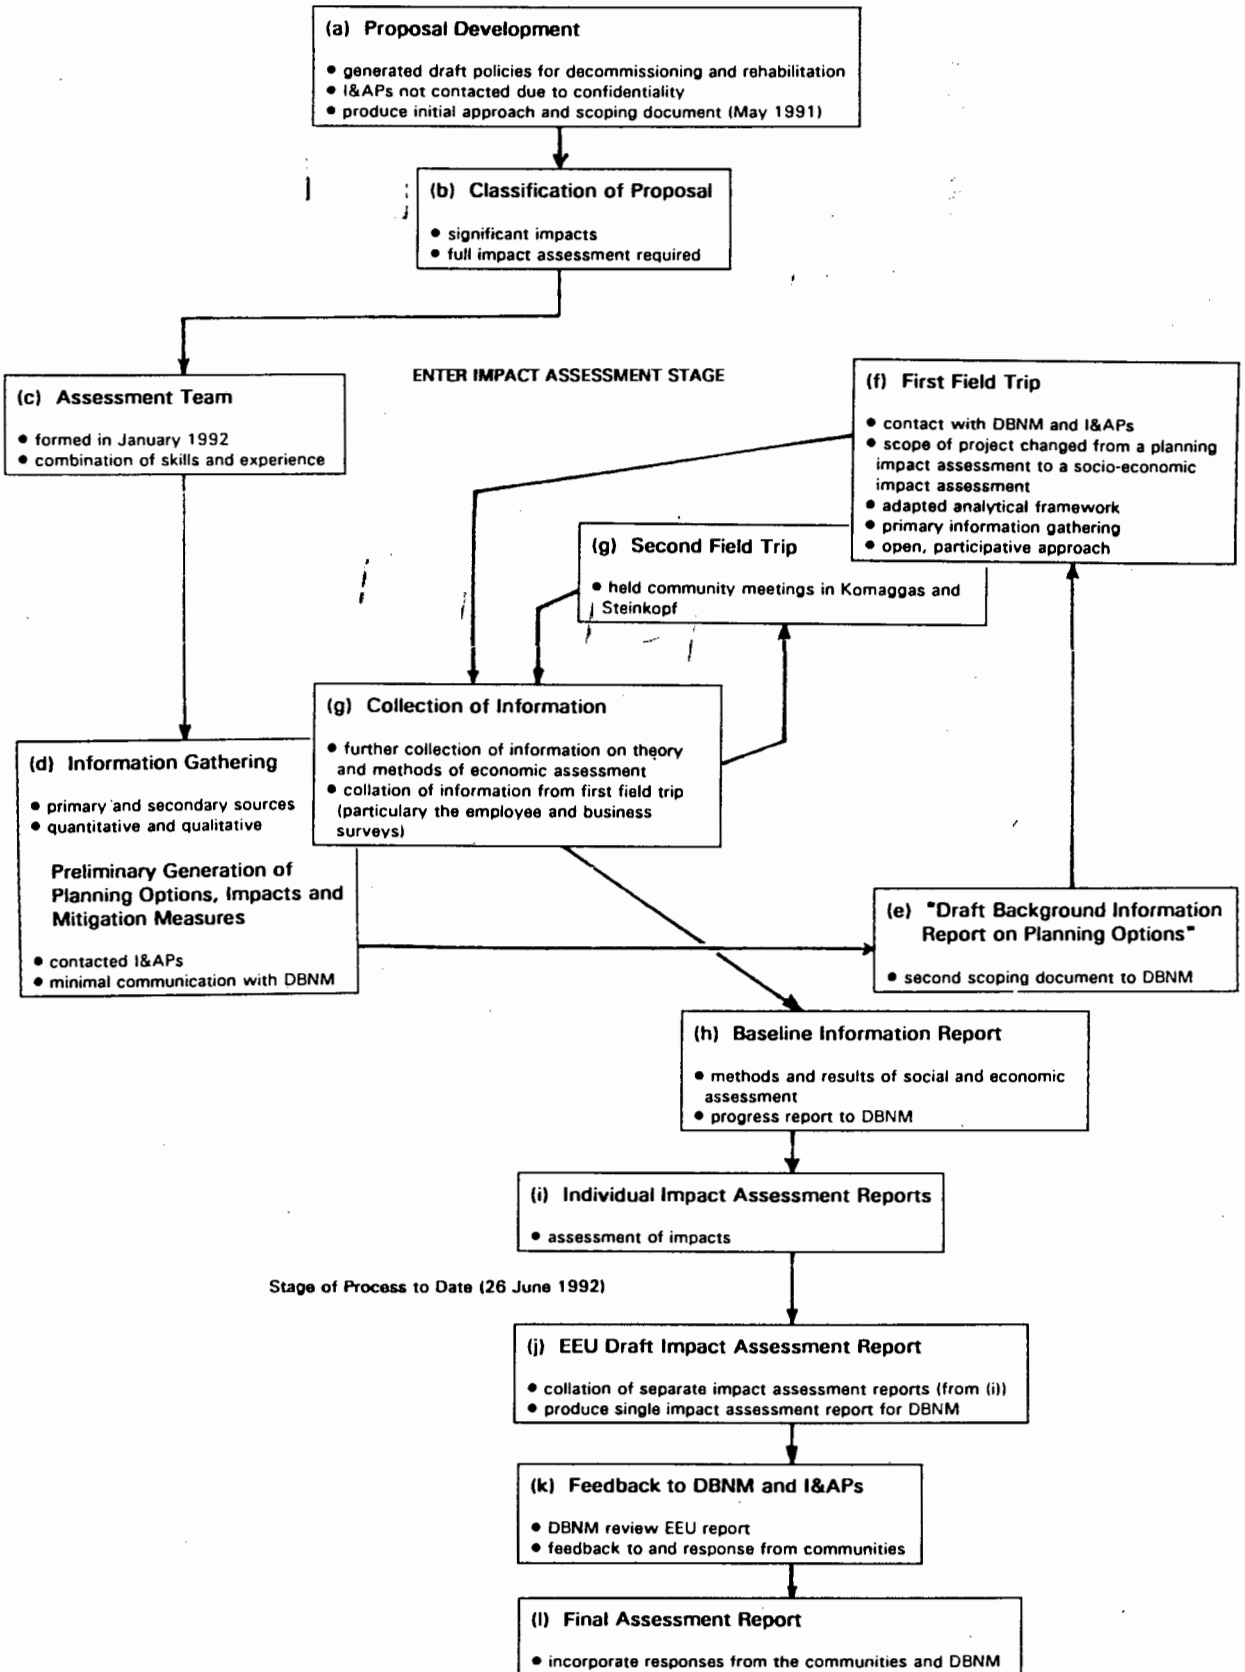 (a) Proposal Development
• generated draft policies for decommissioning and rehabilitation
• I&APs not contacted due to confidentiality
• produce initial approach and scoping document (May 1991)
(b) Classification of Proposal
• significant impacts
• full impact assessment required
ENTER IMPACT ASSESSMENT STAGE
(c) Assessment Team
• formed in January 1992
• combination of skills and experience
(f) First Field Trip
• contact with DBNM and I&APs
• scope of project changed from a planning
impact assessment to a socio-economic
impact assessment
• adapted analytical framework
• primary information gathering
• open, participative approach
(g) Second Field Trip
• held community meetings in Komaggas and
Steinkopf
(g) Collection of Information
• further collection of information on theory
and methods of economic assessment
• collation of information from first field trip
(particulary the employee and business
surveys)
(d) Information Gathering
• primary and secondary sources
• quantitative and qualitative
Preliminary Generation of
Planning Options, Impacts and
Mitigation Measures
• contacted I&APs
• minimal communication with DBNM
(e) "Draft Background Information
Report on Planning Options"
• second scoping document to DBNM
(h) Baseline Information Report
• methods and results of social and economic
assessment
• progress report to DBNM
(i) Individual Impact Assessment Reports
• assessment of impacts
Stage of Process to Date (26 June 1992)
(j) EEU Draft Impact Assessment Report
• collation of separate impact assessment reports (from (i))
• produce single impact assessment report for DBNM
(k) Feedback to DBNM and I&APs
• DBNM review EEU report
• feedback to and response from communities
(l) Final Assessment Report
• incorporate responses from the communities and DBNM